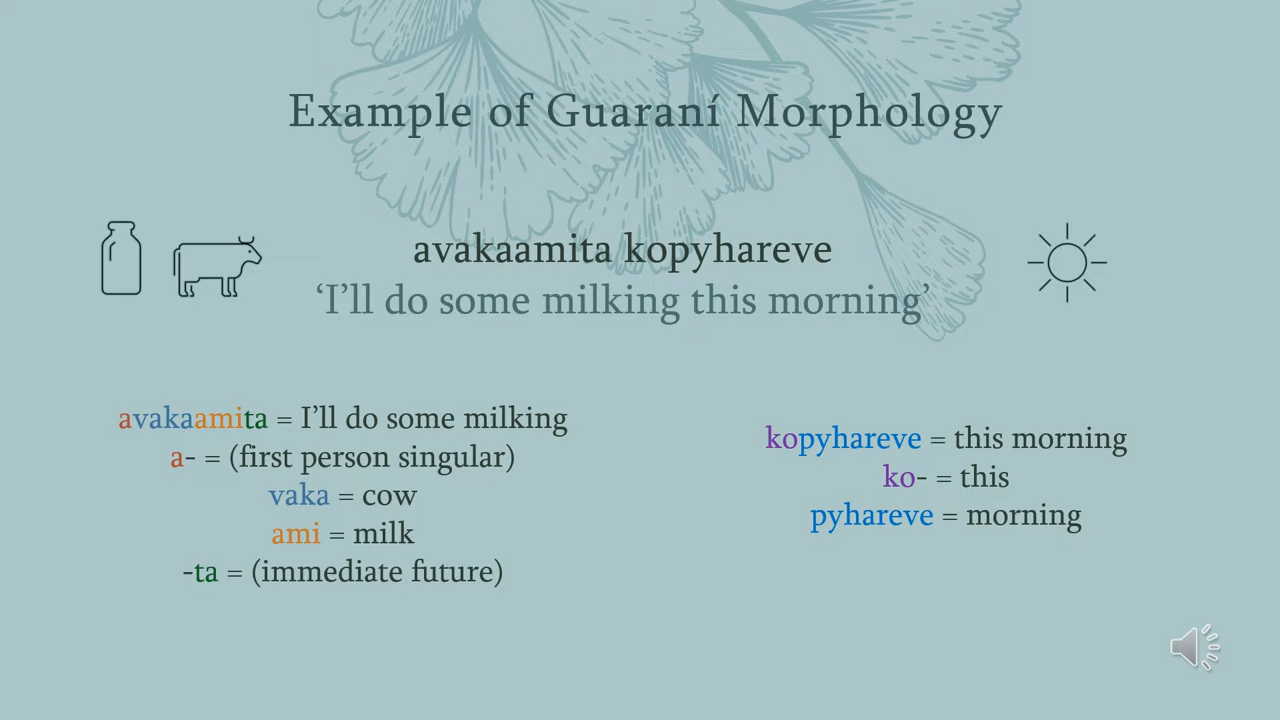 Example of Guaraní Morphology
avakaamita kopyhareve
‘I’ll do some milking this morning’
avakaamita = I’ll do some milking
a- = (first person singular)
vaka = cow
ami = milk
-ta = (immediate future)
kopyhareve = this morning
ko- = this
pyhareve = morning